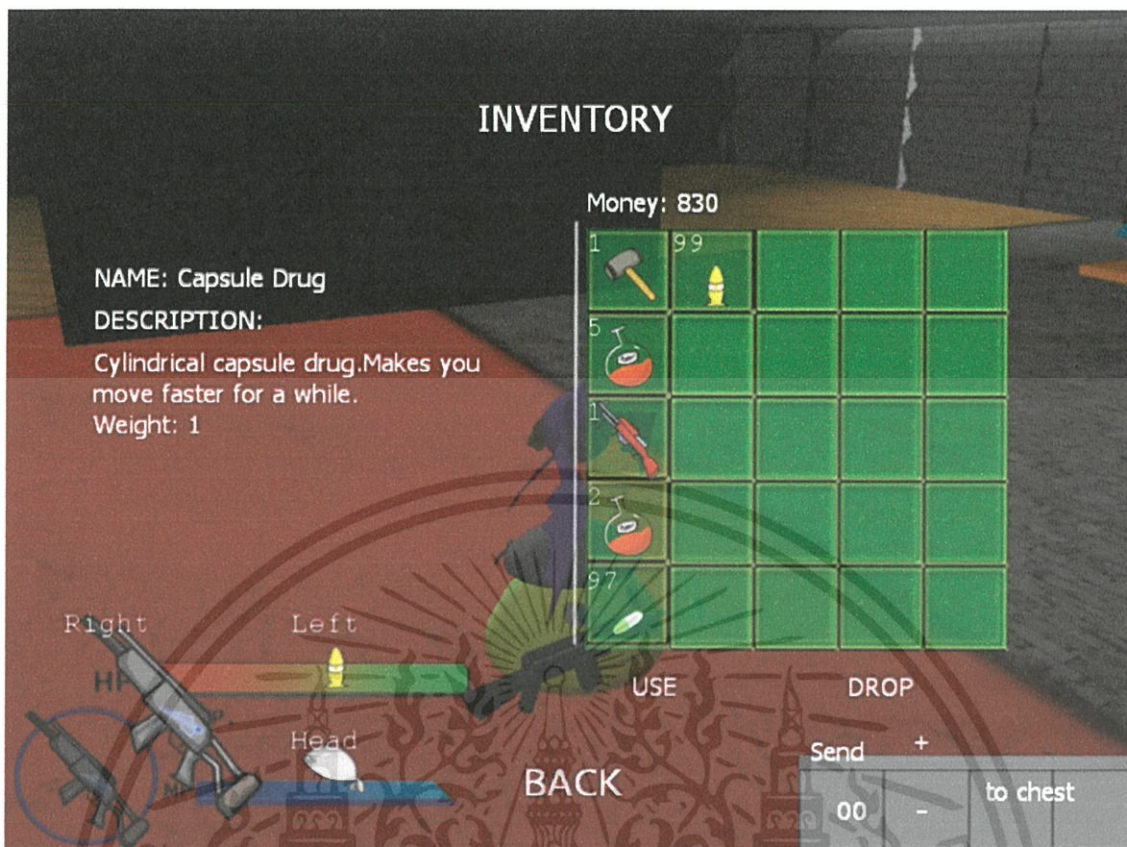 INVENTORY
Money: 830
NAME: Capsule Drug
DESCRIPTION:
Cylindrical capsule drug.Makes you
move faster for a while.
Weight: 1
1
99
5
1
2
97
Right
Left
Head
USE
DROP
BACK
Send
+
00
-
to chest